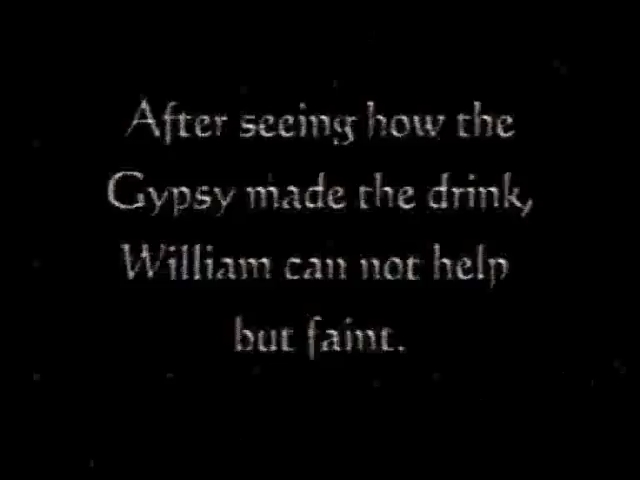 After seeing how the
Gypsy made the drink,
William can not help
but faint.